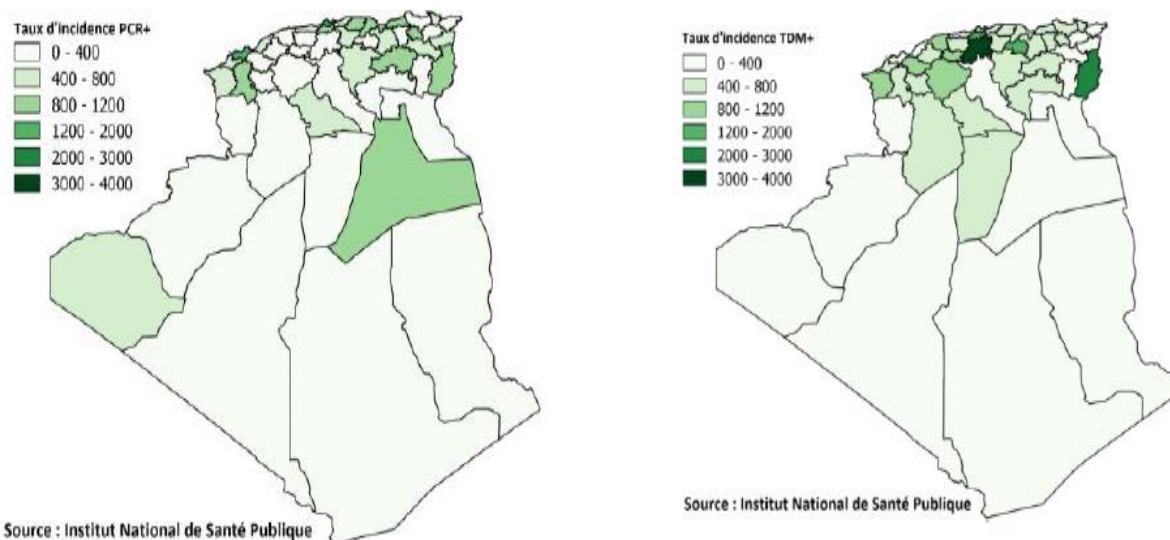 Taux d'incidence PCR+
0 - 400
400 - 800
800 - 1200
1200 - 2000
2000 - 3000
3000 - 4000
Source : Institut National de Santé Publique
Taux d'incidence TDM+
0 - 400
400 - 800
800 - 1200
1200 - 2000
2000 - 3000
3000 - 4000
Source : Institut National de Santé Publique